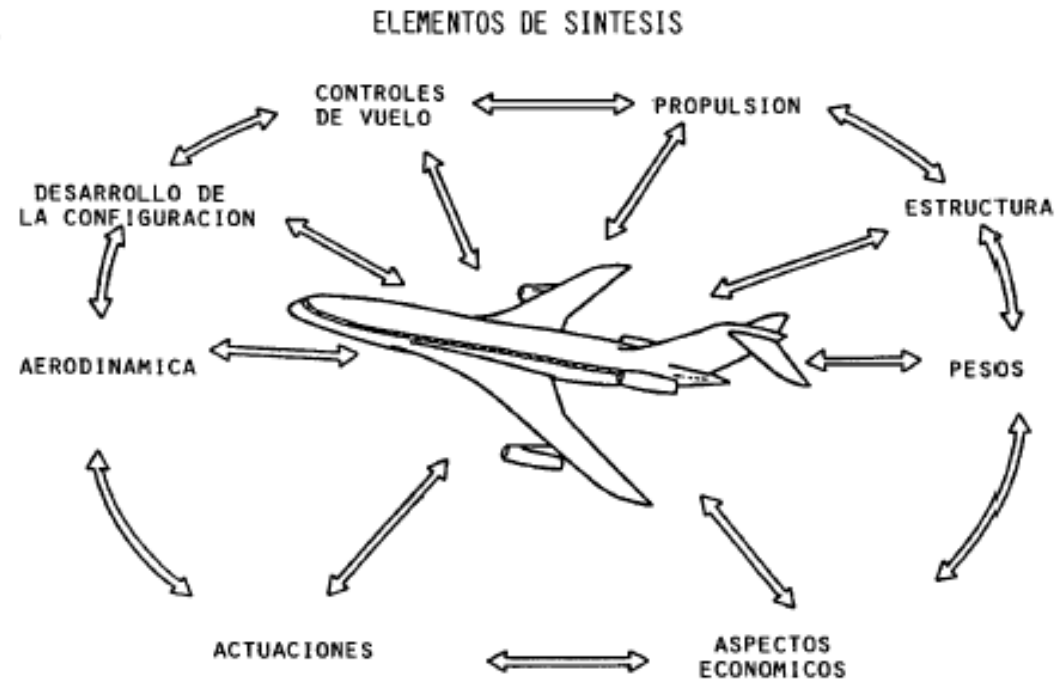 ELEMENTOS DE SINTESIS
CONTROLES
DE VUELO
PROPULSION
DESARROLLO DE
LA CONFIGURACION
ESTRUCTURA
AERODINAMICA
PESOS
ACTUACIONES
ASPECTOS
ECONOMICOS